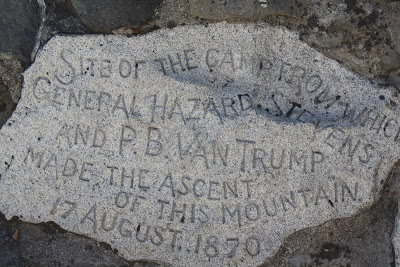 SITE OF THE CAMP FROM WHICH
GENERAL HAZARD STEVENS
AND P.B. VAN TRUMP
MADE THE ASCENT
OF THIS MOUNTAIN
17 AUGUST 1870